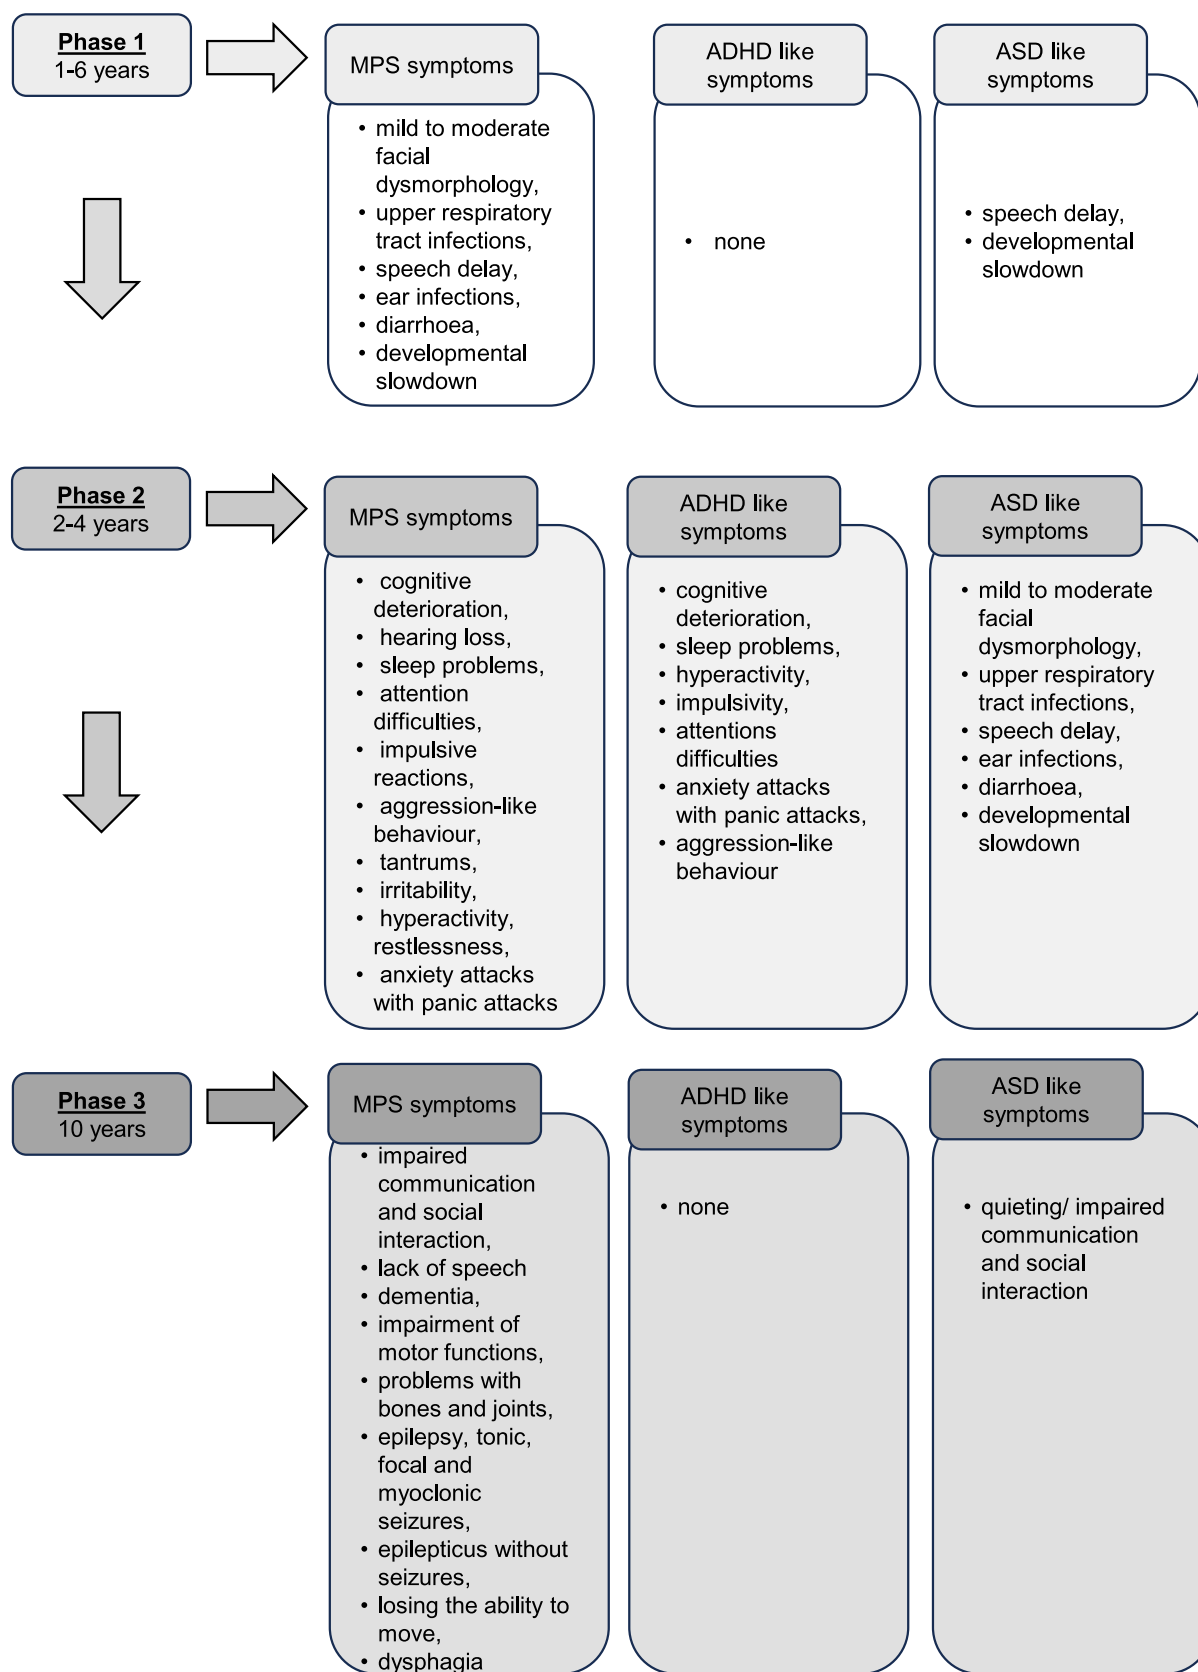 Phase 1
1-6 years
MPS symptoms
• mild to moderate
facial
dysmorphology,
• upper respiratory
tract infections,
• speech delay,
• ear infections,
• diarrhoea,
• developmental
slowdown
ADHD like
symptoms
• none
ASD like
symptoms
• speech delay,
• developmental
slowdown
Phase 2
2-4 years
MPS symptoms
• cognitive
deterioration,
• hearing loss,
• sleep problems,
• attention
difficulties,
• impulsive
reactions,
• aggression-like
behaviour,
• tantrums,
• irritability,
• hyperactivity,
restlessness,
• anxiety attacks
with panic attacks
ADHD like
symptoms
• cognitive
deterioration,
• sleep problems,
• hyperactivity,
• impulsivity,
• attentions
difficulties
• anxiety attacks
with panic attacks,
• aggression-like
behaviour
ASD like
symptoms
• mild to moderate
facial
dysmorphology,
• upper respiratory
tract infections,
• speech delay,
• ear infections,
• diarrhoea,
• developmental
slowdown
Phase 3
10 years
MPS symptoms
• impaired
communication
and social
interaction,
• lack of speech
• dementia,
• impairment of
motor functions,
• problems with
bones and joints,
• epilepsy, tonic,
focal and
myoclonic
seizures,
• epilepticus without
seizures,
• losing the ability to
move,
• dysphagia
ADHD like
symptoms
• none
ASD like
symptoms
• quieting/ impaired
communication
and social
interaction